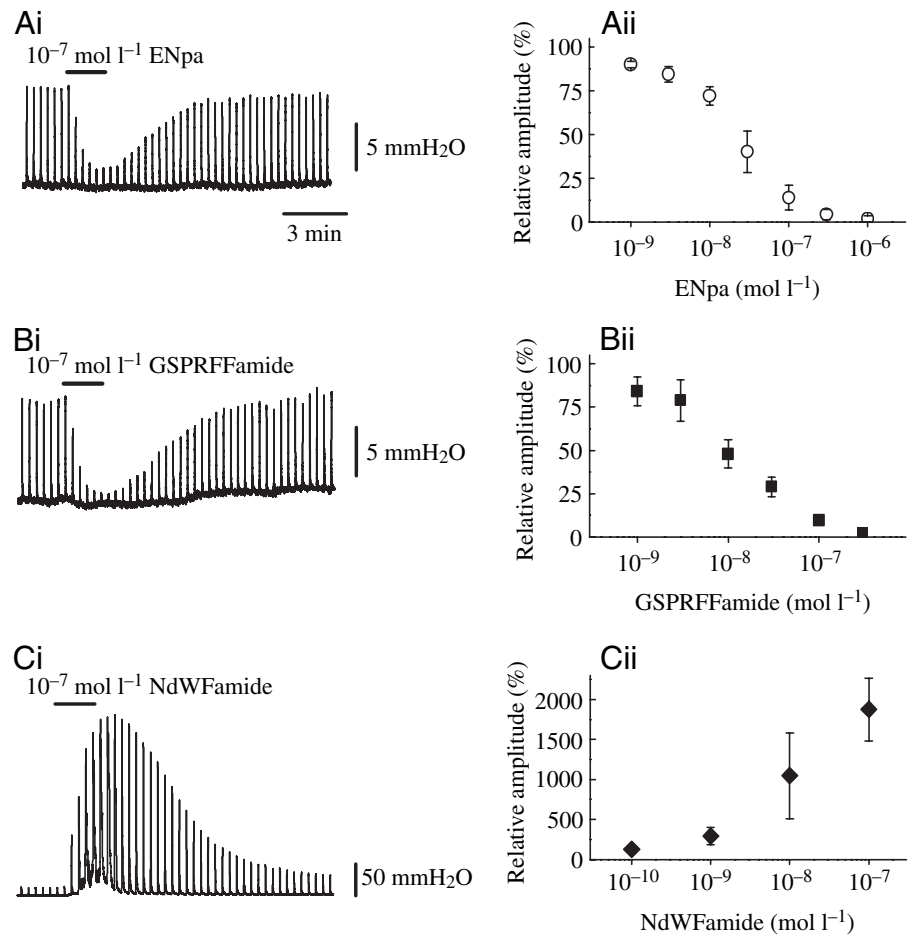 Ai
10⁻⁷ mol l⁻¹ ENpa
5 mmH₂O
3 min
Aii
Relative amplitude (%)
100
75
50
25
0
10⁻⁹ 10⁻⁸ 10⁻⁷ 10⁻⁶
ENpa (mol l⁻¹)
Bi
10⁻⁷ mol l⁻¹ GSPRFFamide
5 mmH₂O
Bii
Relative amplitude (%)
100
75
50
25
0
10⁻⁹ 10⁻⁸ 10⁻⁷
GSPRFFamide (mol l⁻¹)
Ci
10⁻⁷ mol l⁻¹ NdWFamide
50 mmH₂O
Cii
Relative amplitude (%)
2000
1500
1000
500
0
10⁻¹⁰ 10⁻⁹ 10⁻⁸ 10⁻⁷
NdWFamide (mol l⁻¹)